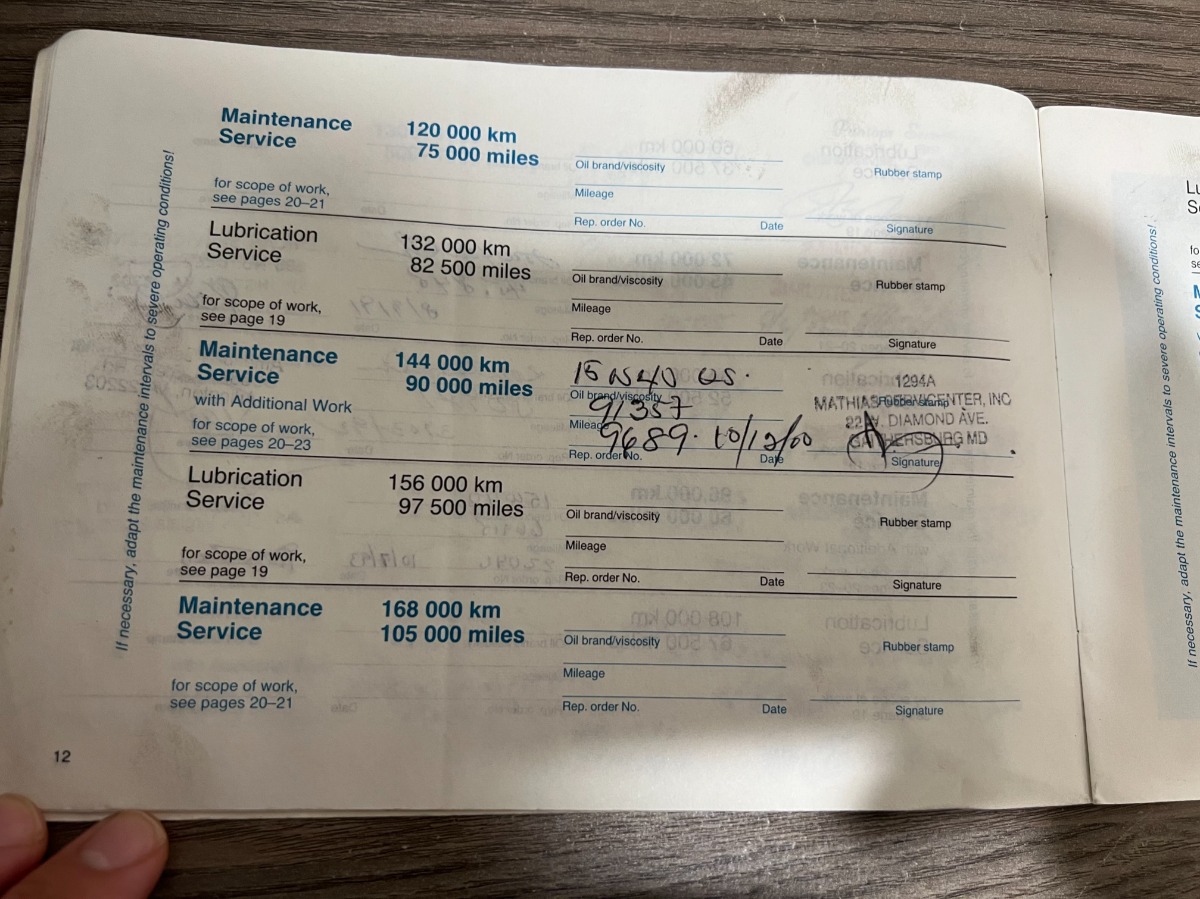 Maintenance Service
120 000 km
75 000 miles
Oil brand/viscosity
Rubber stamp
for scope of work,
see pages 20–21
Mileage
Rep. order No. Date Signature
Lubrication Service
132 000 km
82 500 miles
Oil brand/viscosity
Rubber stamp
for scope of work,
see page 19
Mileage
Rep. order No. Date Signature
Maintenance Service
with Additional Work
144 000 km
90 000 miles
15W40
Oil brand/viscosity
91357
1294A
Rubber stamp
CENTER, INC
DIAMOND AVE.
MD
for scope of work,
see pages 20–23
Mileage
9689. 10/12/00
Rep. order No. Date Signature
Lubrication Service
156 000 km
97 500 miles
Oil brand/viscosity
Rubber stamp
for scope of work,
see page 19
Mileage
Rep. order No. Date Signature
Maintenance Service
168 000 km
105 000 miles
Oil brand/viscosity
Rubber stamp
for scope of work,
see pages 20–21
Mileage
Rep. order No. Date Signature
If necessary, adapt the maintenance intervals to severe operating conditions!
12
If necessary, adapt the maintenance intervals to severe operating conditions!